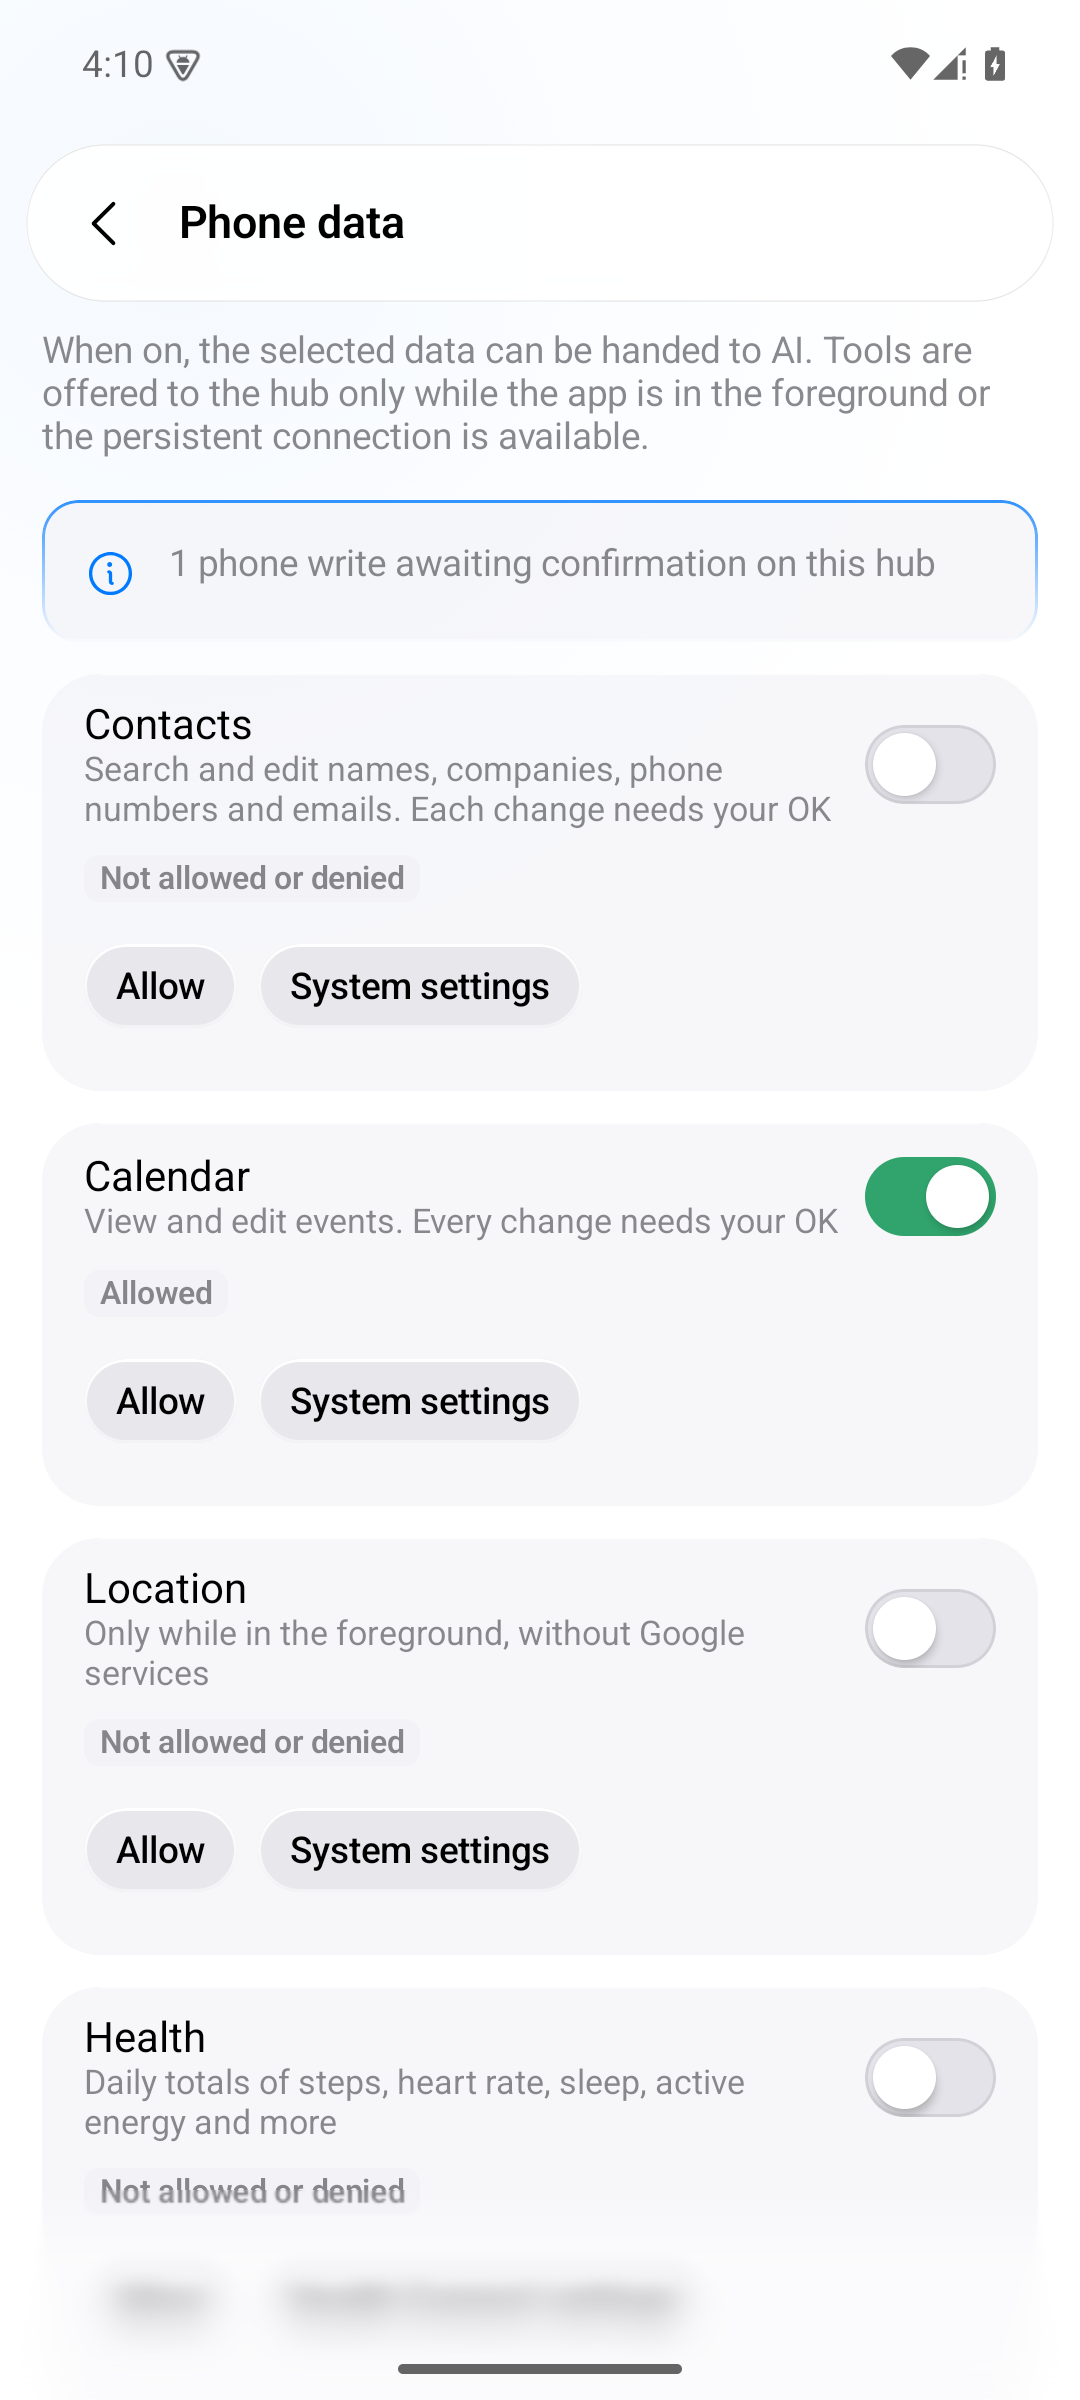 4:10
Phone data
When on, the selected data can be handed to AI. Tools are
offered to the hub only while the app is in the foreground or
the persistent connection is available.
1 phone write awaiting confirmation on this hub
Contacts
Search and edit names, companies, phone
numbers and emails. Each change needs your OK
Not allowed or denied
Allow
System settings
Calendar
View and edit events. Every change needs your OK
Allowed
Allow
System settings
Location
Only while in the foreground, without Google
services
Not allowed or denied
Allow
System settings
Health
Daily totals of steps, heart rate, sleep, active
energy and more
Not allowed or denied